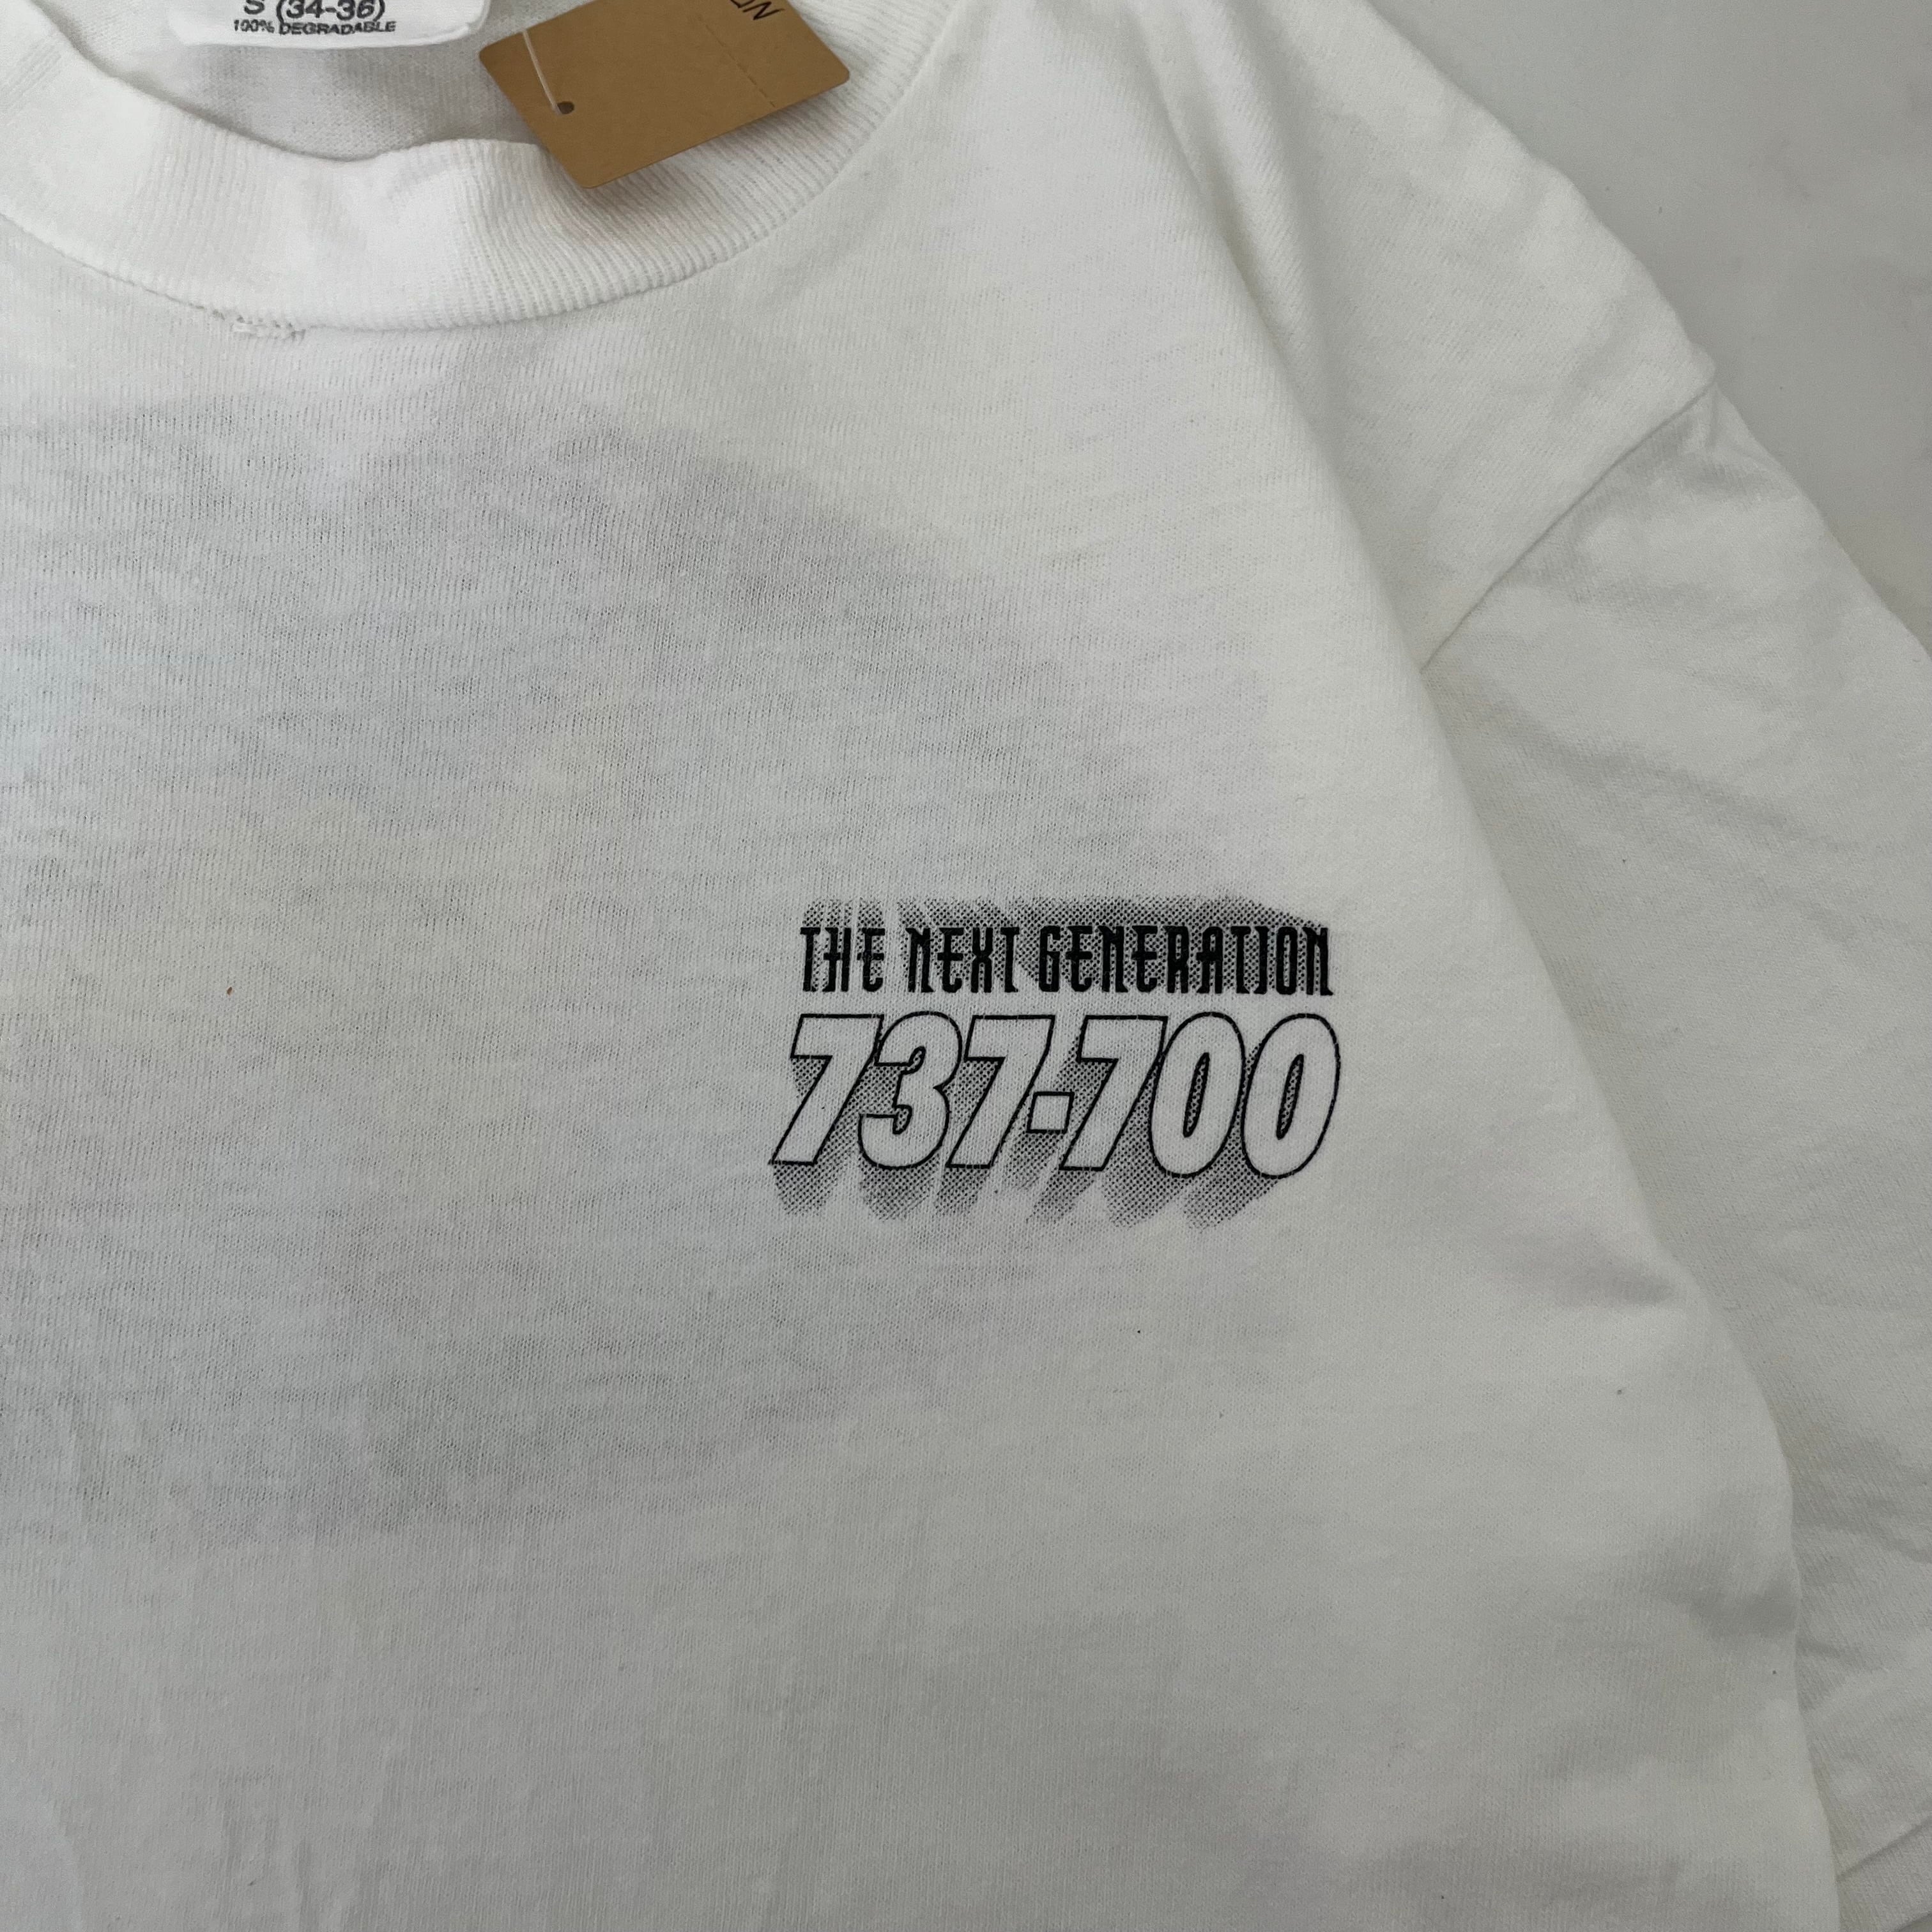 S (34-36)
100% DEGRADABLE
THE NEXT GENERATION
737-700